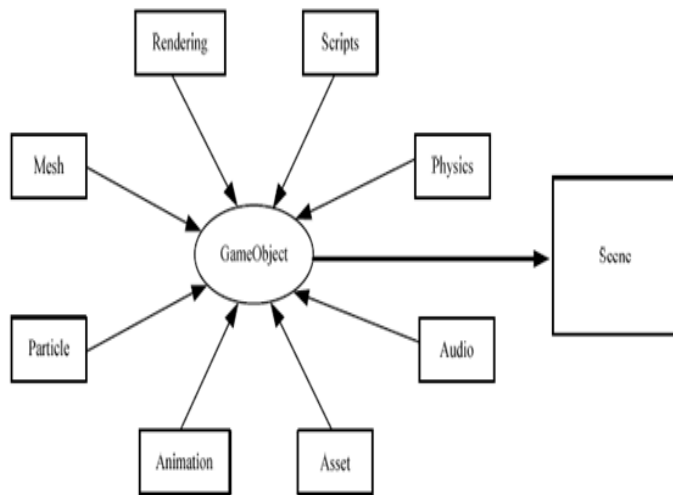 Rendering
Scripts
Mesh
Physics
GameObject
Scene
Particle
Audio
Animation
Asset